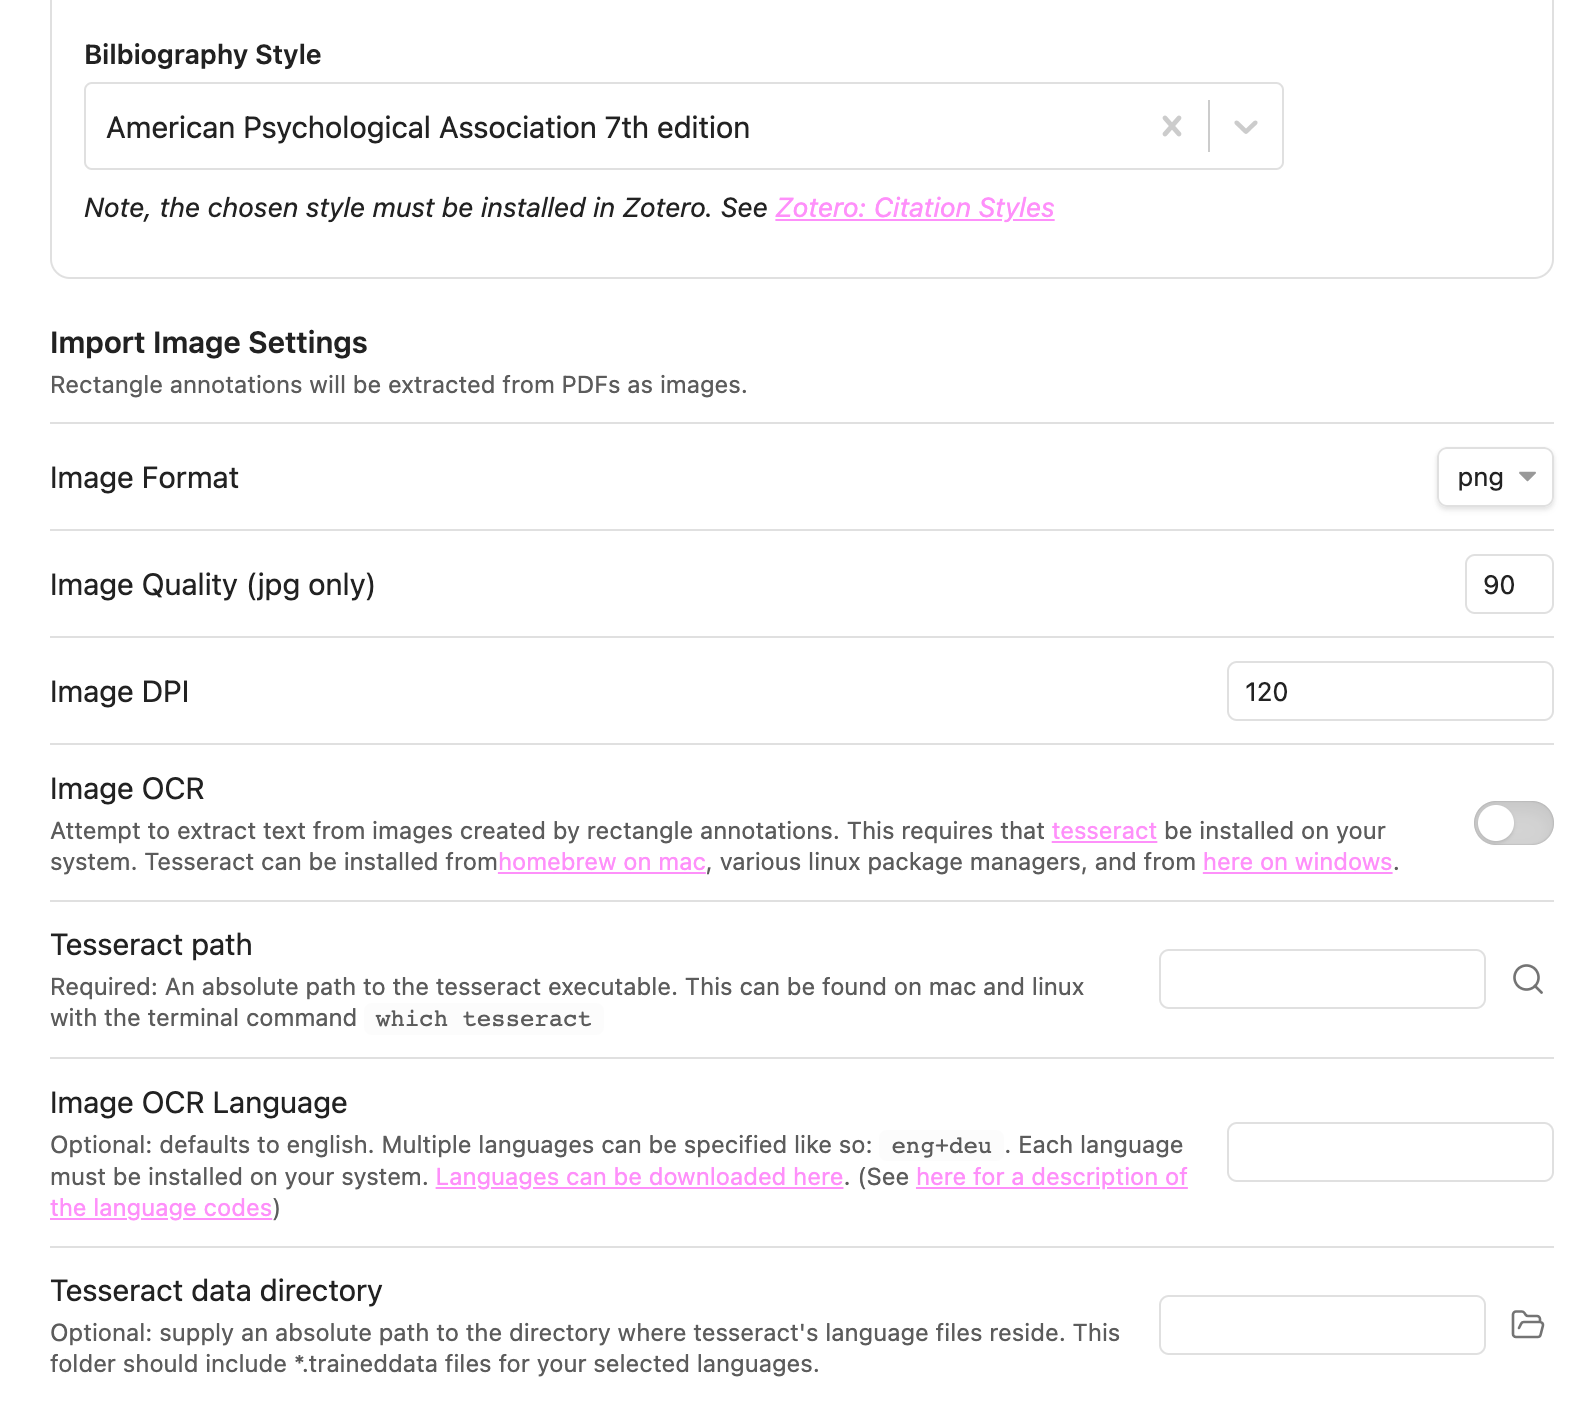 Bilbiography Style
American Psychological Association 7th edition
Note, the chosen style must be installed in Zotero. See Zotero: Citation Styles
Import Image Settings
Rectangle annotations will be extracted from PDFs as images.
Image Format
png
Image Quality (jpg only)
90
Image DPI
120
Image OCR
Attempt to extract text from images created by rectangle annotations. This requires that tesseract be installed on your
system. Tesseract can be installed fromhomebrew on mac, various linux package managers, and from here on windows.
Tesseract path
Required: An absolute path to the tesseract executable. This can be found on mac and linux
with the terminal command which tesseract
Image OCR Language
Optional: defaults to english. Multiple languages can be specified like so: eng+deu . Each language
must be installed on your system. Languages can be downloaded here. (See here for a description of
the language codes)
Tesseract data directory
Optional: supply an absolute path to the directory where tesseract's language files reside. This
folder should include *.traineddata files for your selected languages.